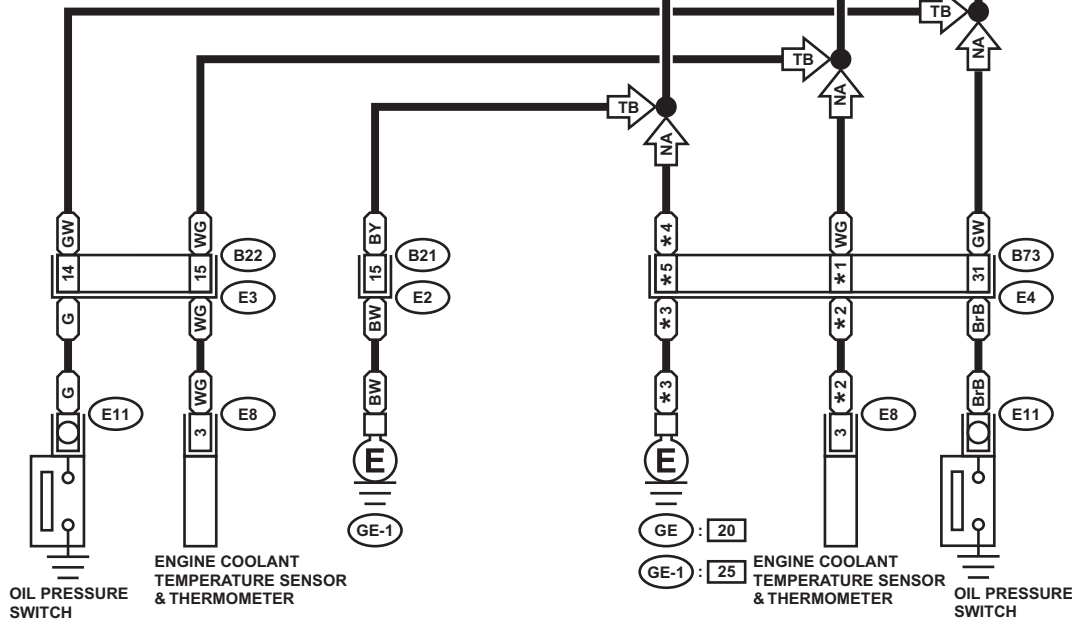 TB
NA
TB
NA
TB
NA
GW
WG
BY
*4
WG
GW
14
15
B22
15
B21
*5
*1
31
B73
E3
E2
E4
G
WG
BW
*3
*2
BrB
G
WG
BW
*3
*2
BrB
E11
3
E8
3
E8
E11
E
E
GE-1
GE : 20
GE-1 : 25
OIL PRESSURE
SWITCH
ENGINE COOLANT
TEMPERATURE SENSOR
& THERMOMETER
ENGINE COOLANT
TEMPERATURE SENSOR
& THERMOMETER
OIL PRESSURE
SWITCH